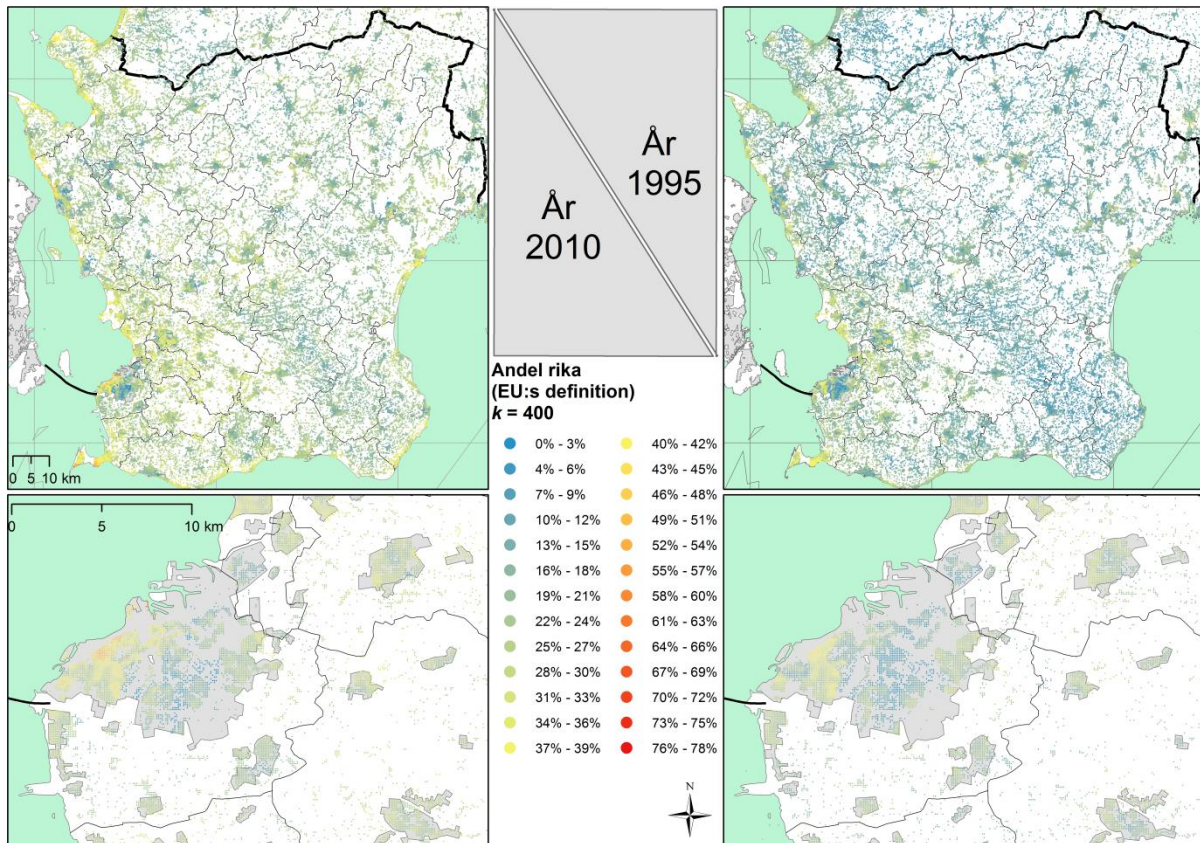 År
1995
År
2010
Andel rika
(EU:s definition)
k = 400
0% - 3%
4% - 6%
7% - 9%
10% - 12%
13% - 15%
16% - 18%
19% - 21%
22% - 24%
25% - 27%
28% - 30%
31% - 33%
34% - 36%
37% - 39%
40% - 42%
43% - 45%
46% - 48%
49% - 51%
52% - 54%
55% - 57%
58% - 60%
61% - 63%
64% - 66%
67% - 69%
70% - 72%
73% - 75%
76% - 78%
0 5 10 km
0 5 10 km
N